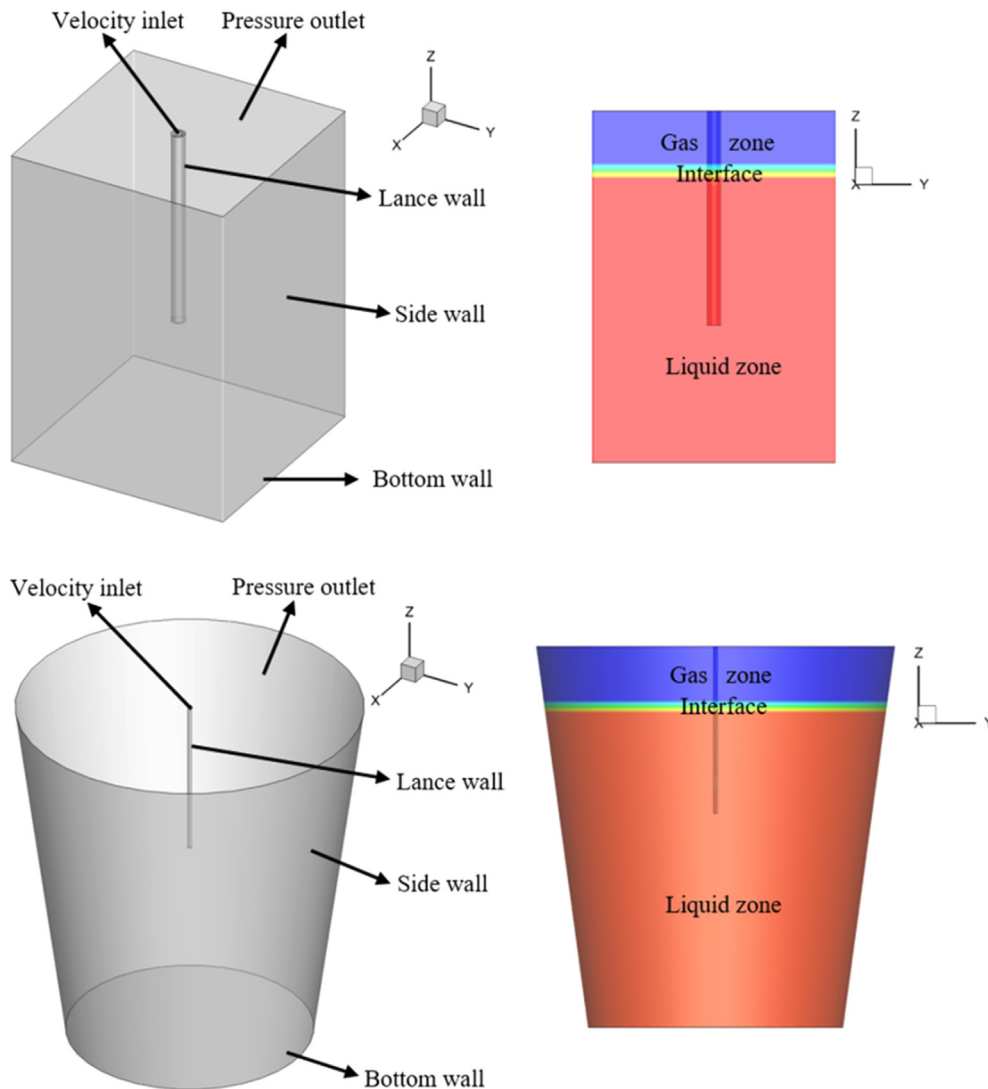 Velocity inlet
Pressure outlet
Z
X
Y
Lance wall
Side wall
Bottom wall
Z
Gas zone
Interface
X
Y
Liquid zone
Velocity inlet
Pressure outlet
Z
X
Y
Lance wall
Side wall
Bottom wall
Z
Gas zone
Interface
X
Y
Liquid zone